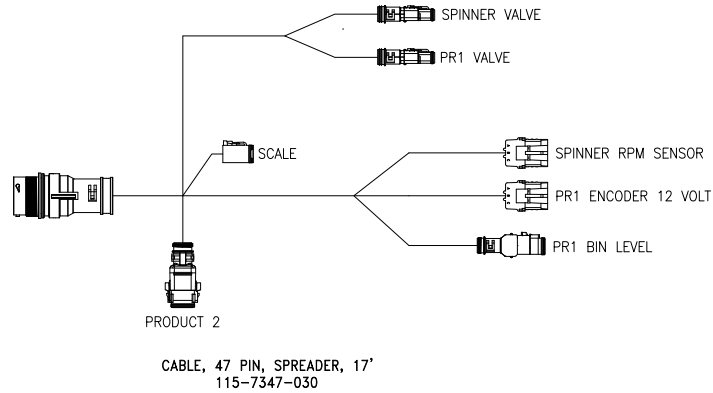 SPINNER VALVE
PR1 VALVE
SCALE
SPINNER RPM SENSOR
PR1 ENCODER 12 VOLT
PR1 BIN LEVEL
PRODUCT 2
CABLE, 47 PIN, SPREADER, 17'
115-7347-030